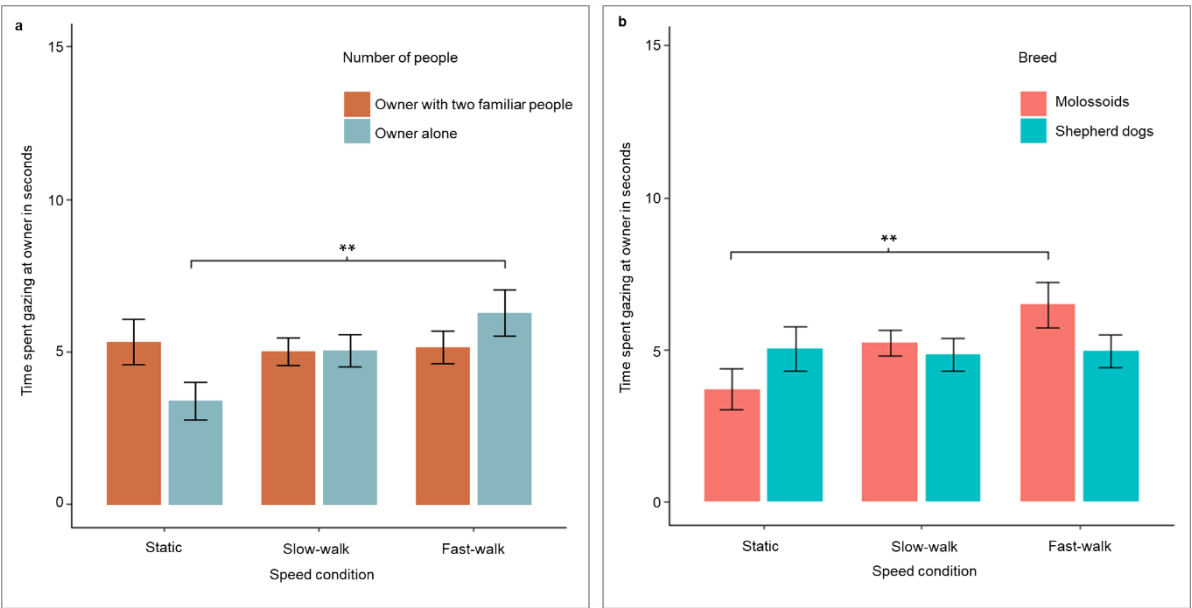 a
Number of people
Owner with two familiar people
Owner alone
Time spent gazing at owner in seconds
15
10
5
0
**
Static
Slow-walk
Fast-walk
Speed condition
b
Breed
Molossoids
Shepherd dogs
Time spent gazing at owner in seconds
15
10
5
0
**
Static
Slow-walk
Fast-walk
Speed condition